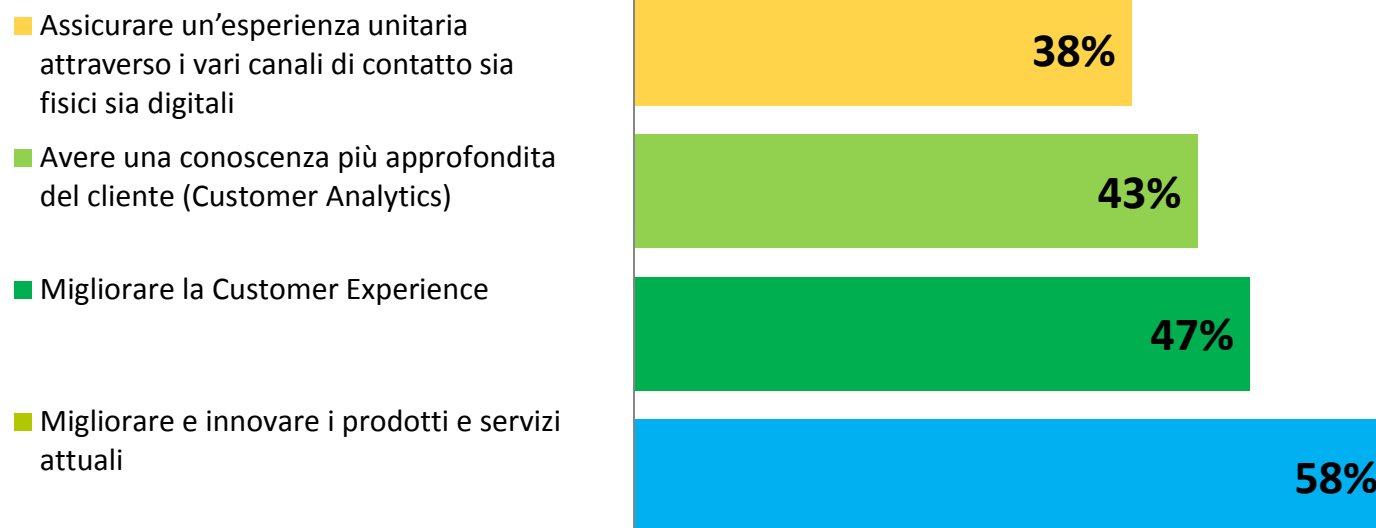 Assicurare un'esperienza unitaria
attraverso i vari canali di contatto sia
fisici sia digitali
38%
Avere una conoscenza più approfondita
del cliente (Customer Analytics)
43%
Migliorare la Customer Experience
47%
Migliorare e innovare i prodotti e servizi
attuali
58%